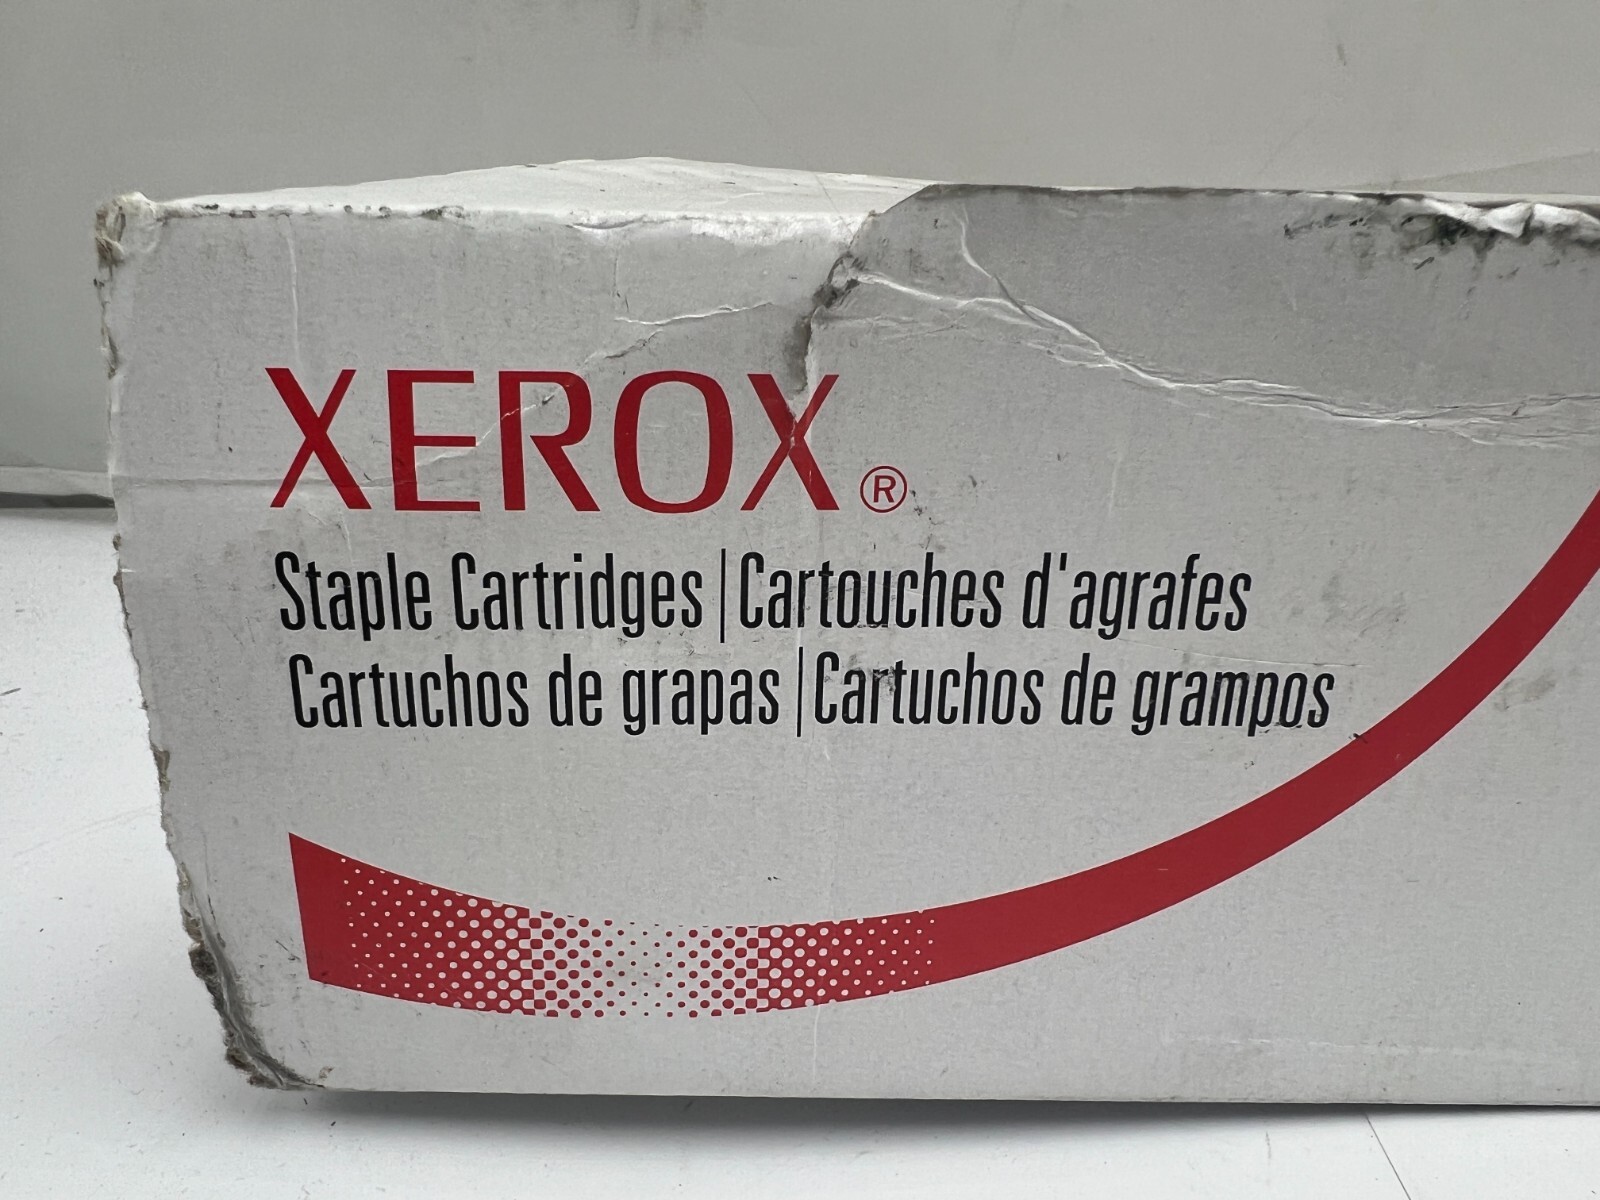 XEROX®
Staple Cartridges | Cartouches d'agrafes
Cartuchos de grapas | Cartuchos de grampos